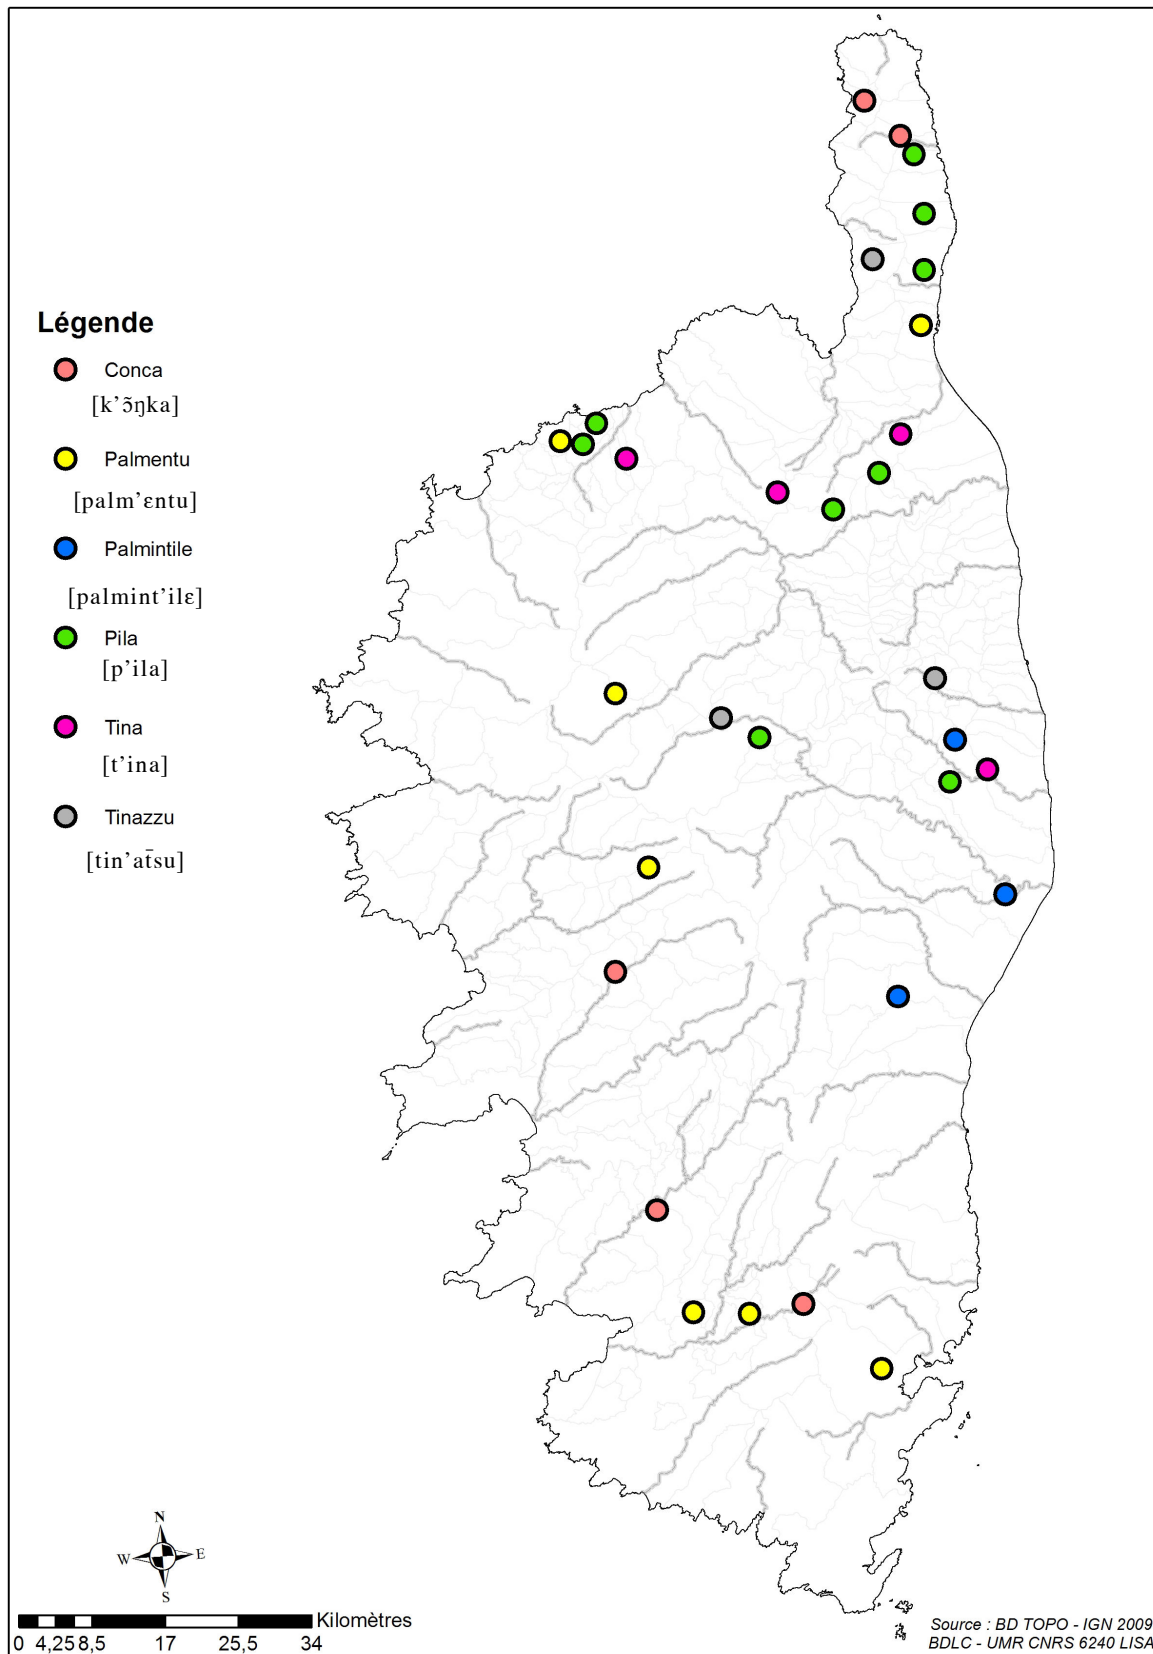 Légende
Conca
[k'ɔ̃ŋka]
Palmentu
[palm'ɛntu]
Palmintile
[palmint'ilɛ]
Pila
[p'ila]
Tina
[t'ina]
Tinazzu
[tin'at̄su]
N
W E
S
Kilomètres
0 4,25 8,5 17 25,5 34
Source : BD TOPO - IGN 2009
BDLC - UMR CNRS 6240 LISA